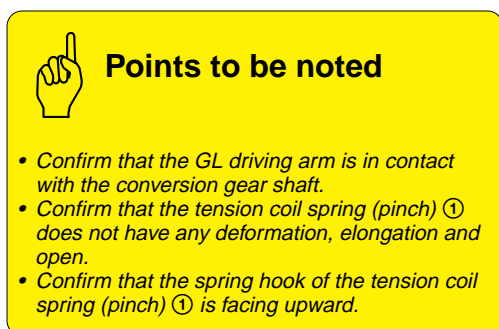 Points to be noted
• Confirm that the GL driving arm is in contact
with the conversion gear shaft.
• Confirm that the tension coil spring (pinch) ①
does not have any deformation, elongation and
open.
• Confirm that the spring hook of the tension coil
spring (pinch) ① is facing upward.